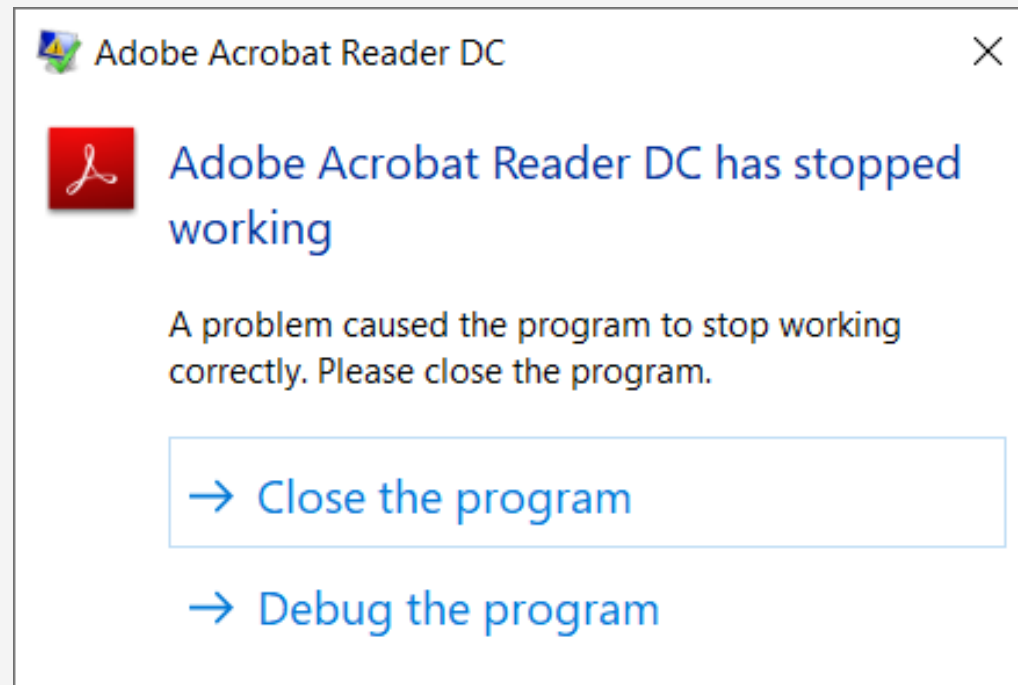 Adobe Acrobat Reader DC
Adobe Acrobat Reader DC has stopped
working
A problem caused the program to stop working
correctly. Please close the program.
→ Close the program
→ Debug the program